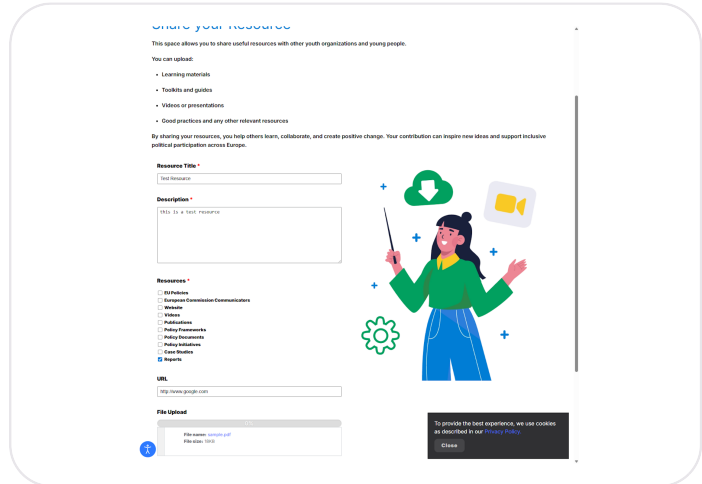 Share your Resource
This space allows you to share useful resources with other youth organizations and young people.
You can upload:
• Learning materials
• Toolkits and guides
• Videos or presentations
• Good practices and any other relevant resources
By sharing your resources, you help others learn, collaborate, and create positive change. Your contribution can inspire new ideas and support inclusive
political participation across Europe.
Resource Title *
Test Resource
Description *
this is a test resource
Resources *
EU Policies
European Commission Communicaters
Website
Videos
Publications
Policy Frameworks
Policy Documents
Policy Initiatives
Case Studies
Reports
URL
http://www.google.com
File Upload
File name: sample.pdf
File size: 18KB
To provide the best experience, we use cookies
as described in our Privacy Policy.
Close